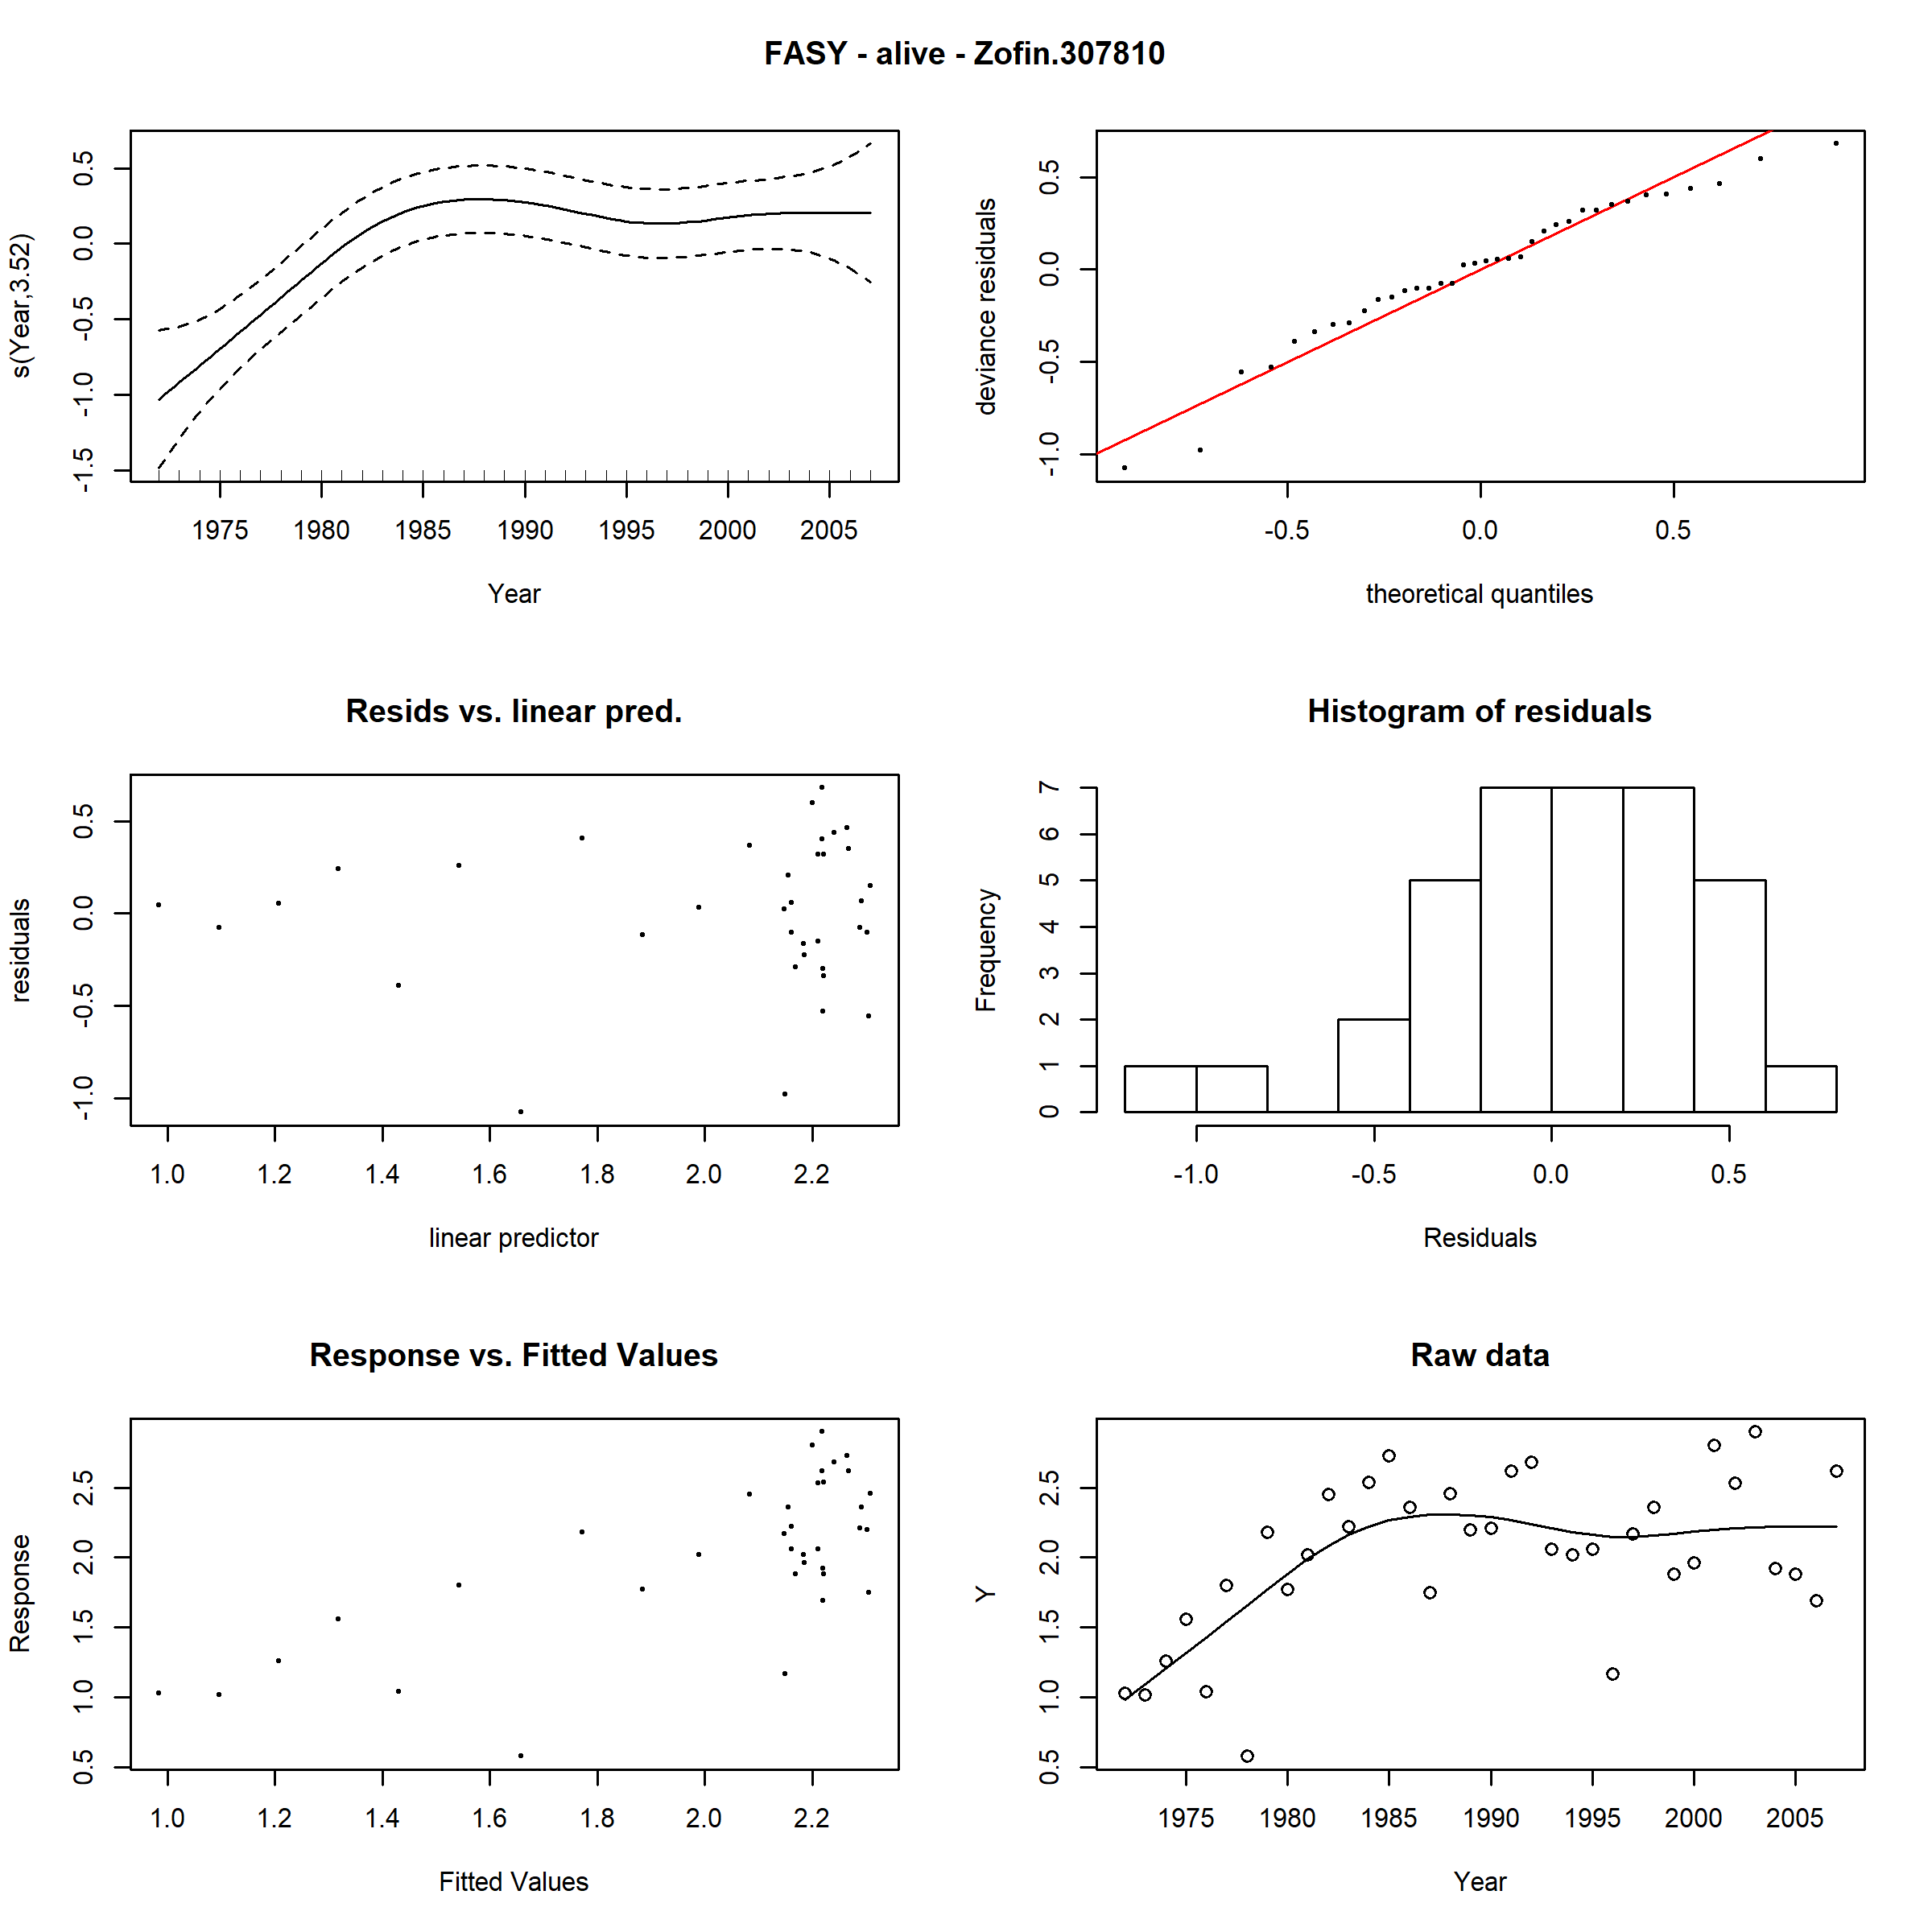 FASY - alive - Zofin.307810
s(Year,3.52)
0.5
0.0
-0.5
-1.0
-1.5
1975 1980 1985 1990 1995 2000 2005
Year
deviance residuals
0.5
0.0
-0.5
-1.0
-0.5 0.0 0.5
theoretical quantiles
Resids vs. linear pred.
residuals
0.5
0.0
-0.5
-1.0
1.0 1.2 1.4 1.6 1.8 2.0 2.2
linear predictor
Histogram of residuals
Frequency
7
6
5
4
3
2
1
0
-1.0 -0.5 0.0 0.5
Residuals
Response vs. Fitted Values
Response
2.5
2.0
1.5
1.0
0.5
1.0 1.2 1.4 1.6 1.8 2.0 2.2
Fitted Values
Raw data
Y
2.5
2.0
1.5
1.0
0.5
1975 1980 1985 1990 1995 2000 2005
Year